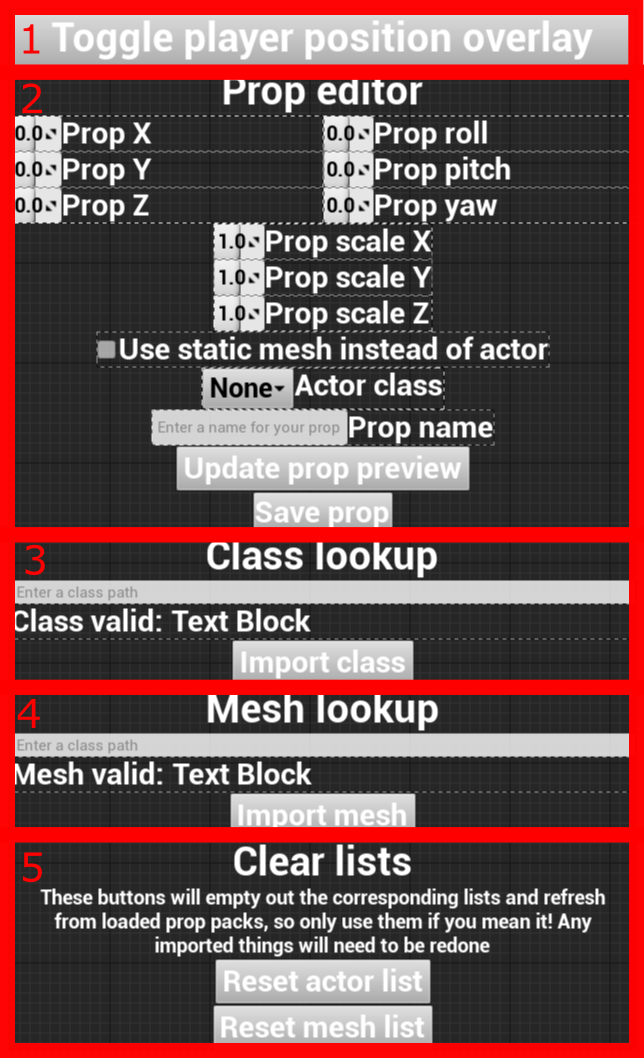 1 Toggle player position overlay
2 Prop editor
0.0 Prop X 0.0 Prop roll
0.0 Prop Y 0.0 Prop pitch
0.0 Prop Z 0.0 Prop yaw
1.0 Prop scale X
1.0 Prop scale Y
1.0 Prop scale Z
Use static mesh instead of actor
None Actor class
Enter a name for your prop Prop name
Update prop preview
Save prop
3 Class lookup
Enter a class path
Class valid: Text Block
Import class
4 Mesh lookup
Enter a class path
Mesh valid: Text Block
Import mesh
5 Clear lists
These buttons will empty out the corresponding lists and refresh
from loaded prop packs, so only use them if you mean it! Any
imported things will need to be redone
Reset actor list
Reset mesh list